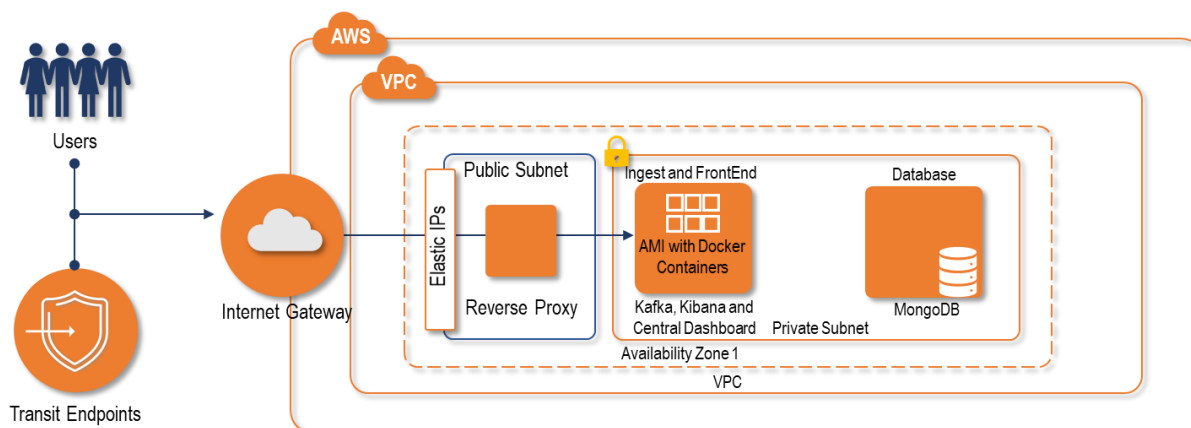 AWS
VPC
Users
Transit Endpoints
Internet Gateway
Elastic IPs
Public Subnet
Reverse Proxy
Ingest and FrontEnd
AMI with Docker
Containers
Kafka, Kibana and
Central Dashboard
Database
MongoDB
Private Subnet
Availability Zone 1
VPC